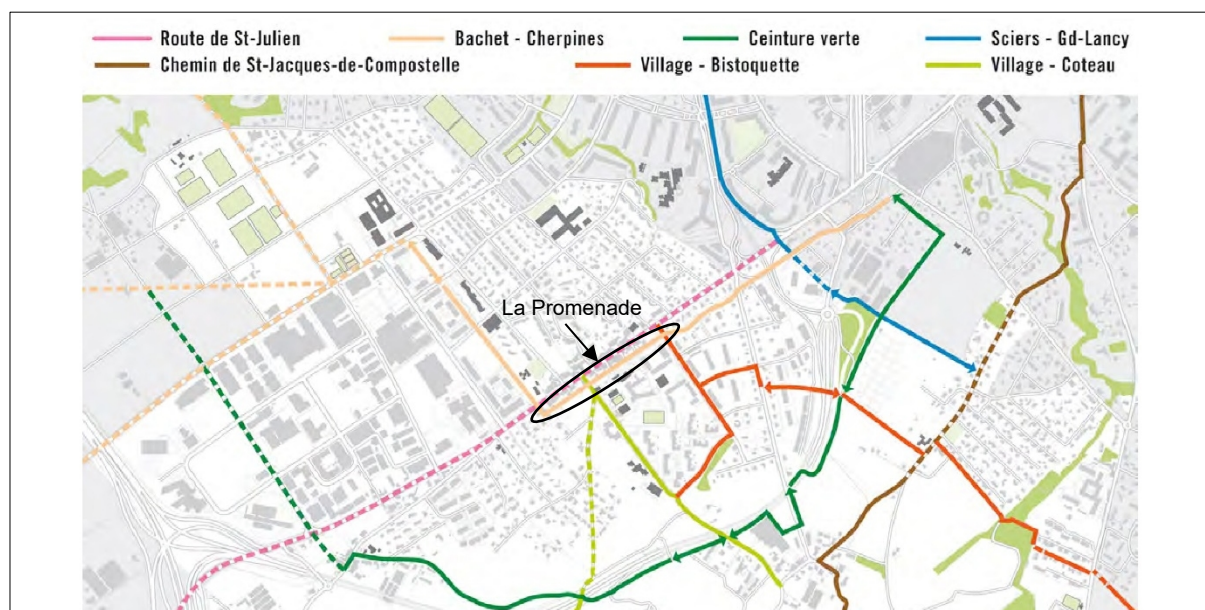 Route de St-Julien Bachet - Cherpines Ceinture verte Sciers - Gd-Lancy
Chemin de St-Jacques-de-Compostelle Village - Bistoquette Village - Coteau
La Promenade